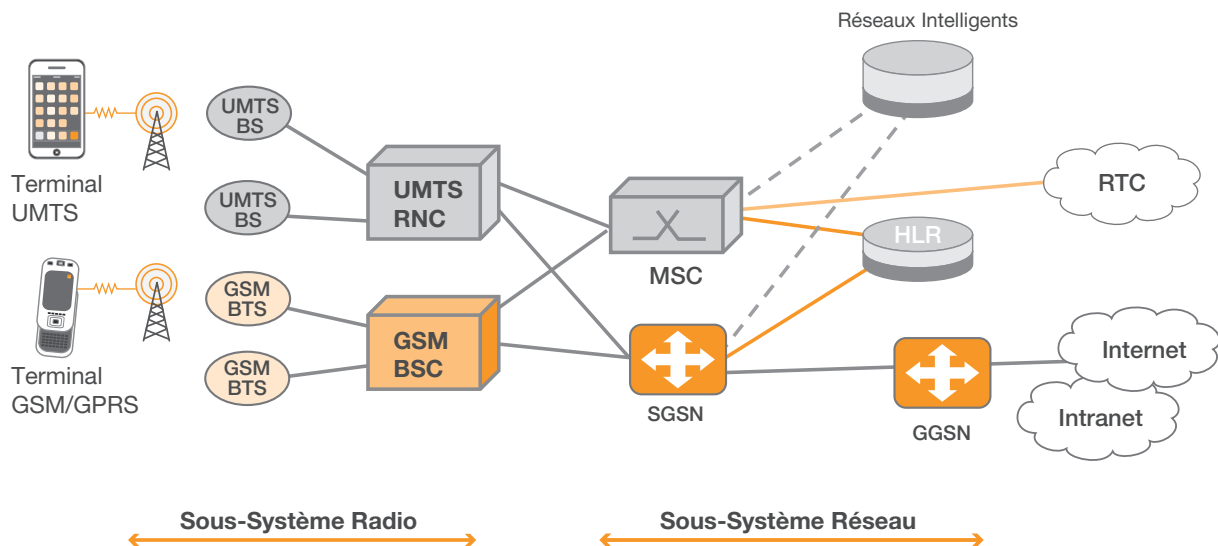 Réseaux Intelligents
UMTS
BS
Terminal
UMTS
UMTS
BS
UMTS
RNC
MSC
RTC
HLR
GSM
BTS
GSM
BTS
GSM
BSC
Terminal
GSM/GPRS
SGSN
GGSN
Internet
Intranet
Sous-Système Radio
Sous-Système Réseau